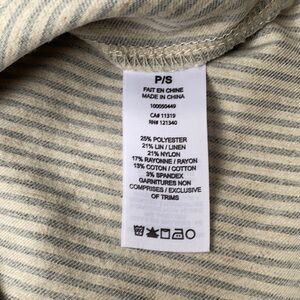 P/S
FAIT EN CHINE
MADE IN CHINA
100050449
CA# 11319
RN# 121340
25% POLYESTER
21% LIN / LINEN
21% NYLON
17% RAYONNE / RAYON
13% COTON / COTTON
3% SPANDEX
GARNITURES NON
COMPRISES / EXCLUSIVE
OF TRIMS